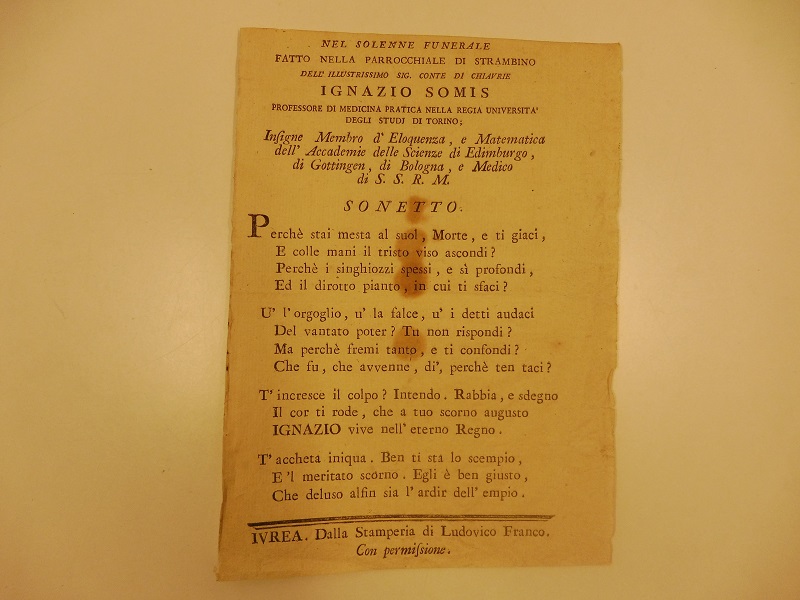 NEL SOLENNE FUNERALE
FATTO NELLA PARROCCHIALE DI STRAMBINO
DELL' ILLUSTRISSIMO SIG. CONTE DI CHIAVRIE
IGNAZIO SOMIS
PROFESSORE DI MEDICINA PRATICA NELLA REGIA UNIVERSITA'
DEGLI STUDJ DI TORINO;
Inſigne Membro d' Eloquenza, e Matematica
dell' Accademie delle Scienze di Edimburgo,
di Gottingen, di Bologna, e Medico
di S. S. R. M.
SONETTO.
Perchè stai mesta al suol, Morte, e ti giaci,
E colle mani il tristo viso ascondi?
Perchè i singhiozzi spessi, e sì profondi,
Ed il dirotto pianto, in cui ti sfaci?
U' l'orgoglio, u' la falce, u' i detti audaci
Del vantato poter? Tu non rispondi?
Ma perchè fremi tanto, e ti confondi?
Che fu, che avvenne, di', perchè ten taci?
T' incresce il colpo? Intendo. Rabbia, e sdegno
Il cor ti rode, che a tuo scorno augusto
IGNAZIO vive nell' eterno Regno.
T' accheta iniqua. Ben ti sta lo scempio,
E 'l meritato scorno. Egli è ben giusto,
Che deluso alfin sia l' ardir dell' empio.
IVREA. Dalla Stamperia di Ludovico Franco.
Con permiſſione.